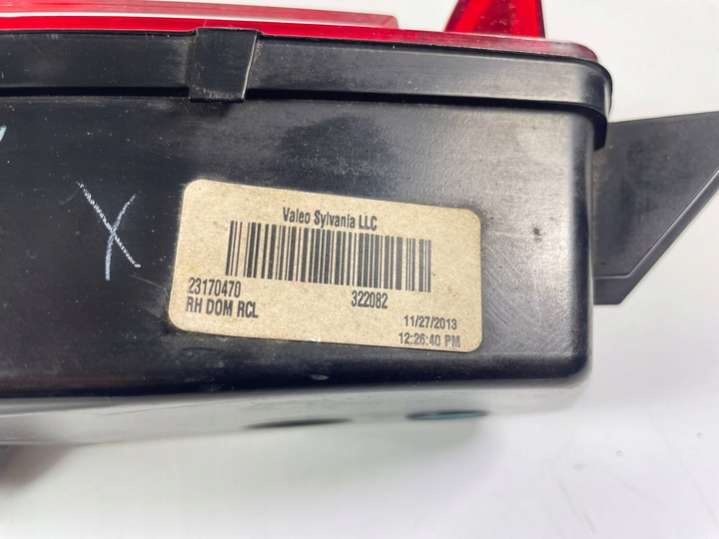 X
Valeo Sylvania LLC
23170470
322082
RH DOM RCL
11/27/2013
12:26:40 PM